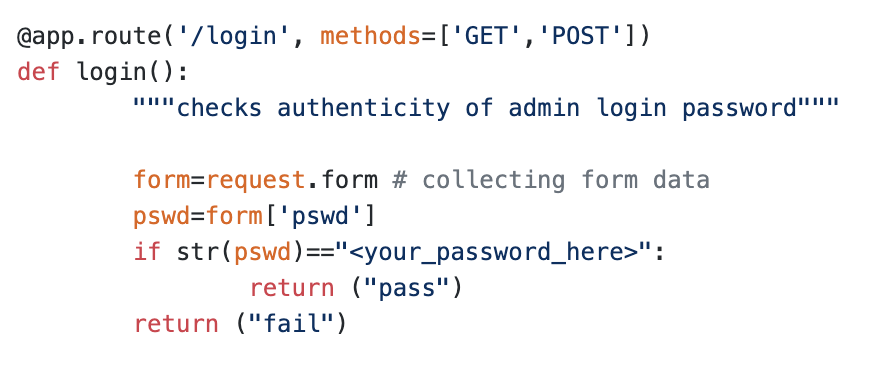 @app.route('/login', methods=['GET','POST'])
def login():
"""checks authenticity of admin login password"""
form=request.form # collecting form data
pswd=form['pswd']
if str(pswd)=="<your_password_here>":
return ("pass")
return ("fail")